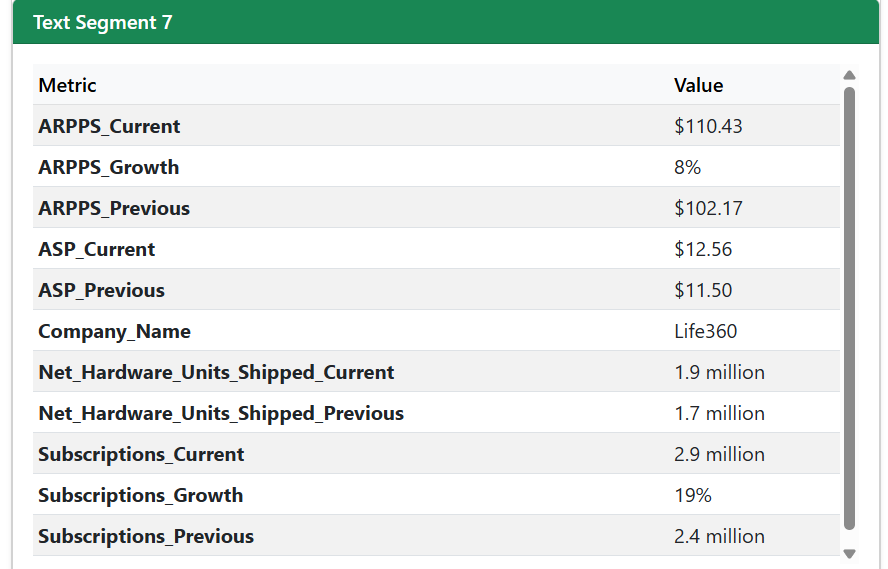 Text Segment 7
Metric Value
ARPPS_Current $110.43
ARPPS_Growth 8%
ARPPS_Previous $102.17
ASP_Current $12.56
ASP_Previous $11.50
Company_Name Life360
Net_Hardware_Units_Shipped_Current 1.9 million
Net_Hardware_Units_Shipped_Previous 1.7 million
Subscriptions_Current 2.9 million
Subscriptions_Growth 19%
Subscriptions_Previous 2.4 million